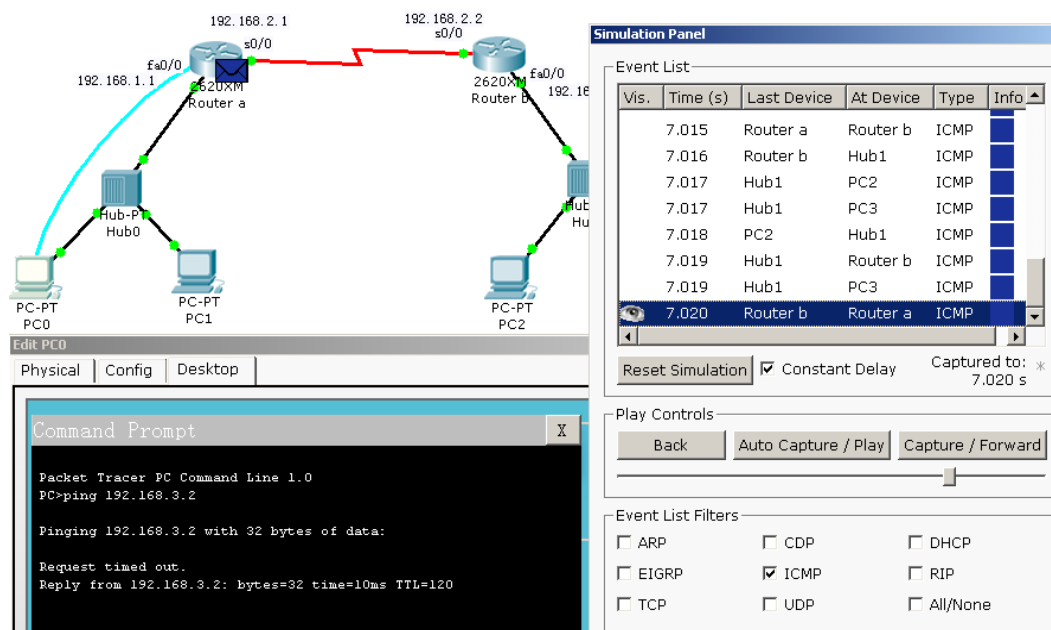 192.168.2.1
192.168.2.2
s0/0
s0/0
fa0/0
192.168.1.1
2620XM
Router a
2620XM
Router b
fa0/0
192.16
Hub-PT
Hub0
Hub
Hu
PC-PT
PC0
PC-PT
PC1
PC-PT
PC2
Edit PC0
Physical
Config
Desktop
Command Prompt
X
Packet Tracer PC Command Line 1.0
PC>ping 192.168.3.2
Pinging 192.168.3.2 with 32 bytes of data:
Request timed out.
Reply from 192.168.3.2: bytes=32 time=10ms TTL=120
Simulation Panel
Event List
Vis. Time (s) Last Device At Device Type Info
7.015 Router a Router b ICMP
7.016 Router b Hub1 ICMP
7.017 Hub1 PC2 ICMP
7.017 Hub1 PC3 ICMP
7.018 PC2 Hub1 ICMP
7.019 Hub1 Router b ICMP
7.019 Hub1 PC3 ICMP
7.020 Router b Router a ICMP
Reset Simulation
Constant Delay
Captured to: *
7.020 s
Play Controls
Back
Auto Capture / Play
Capture / Forward
Event List Filters
ARP CDP DHCP
EIGRP ICMP RIP
TCP UDP All/None